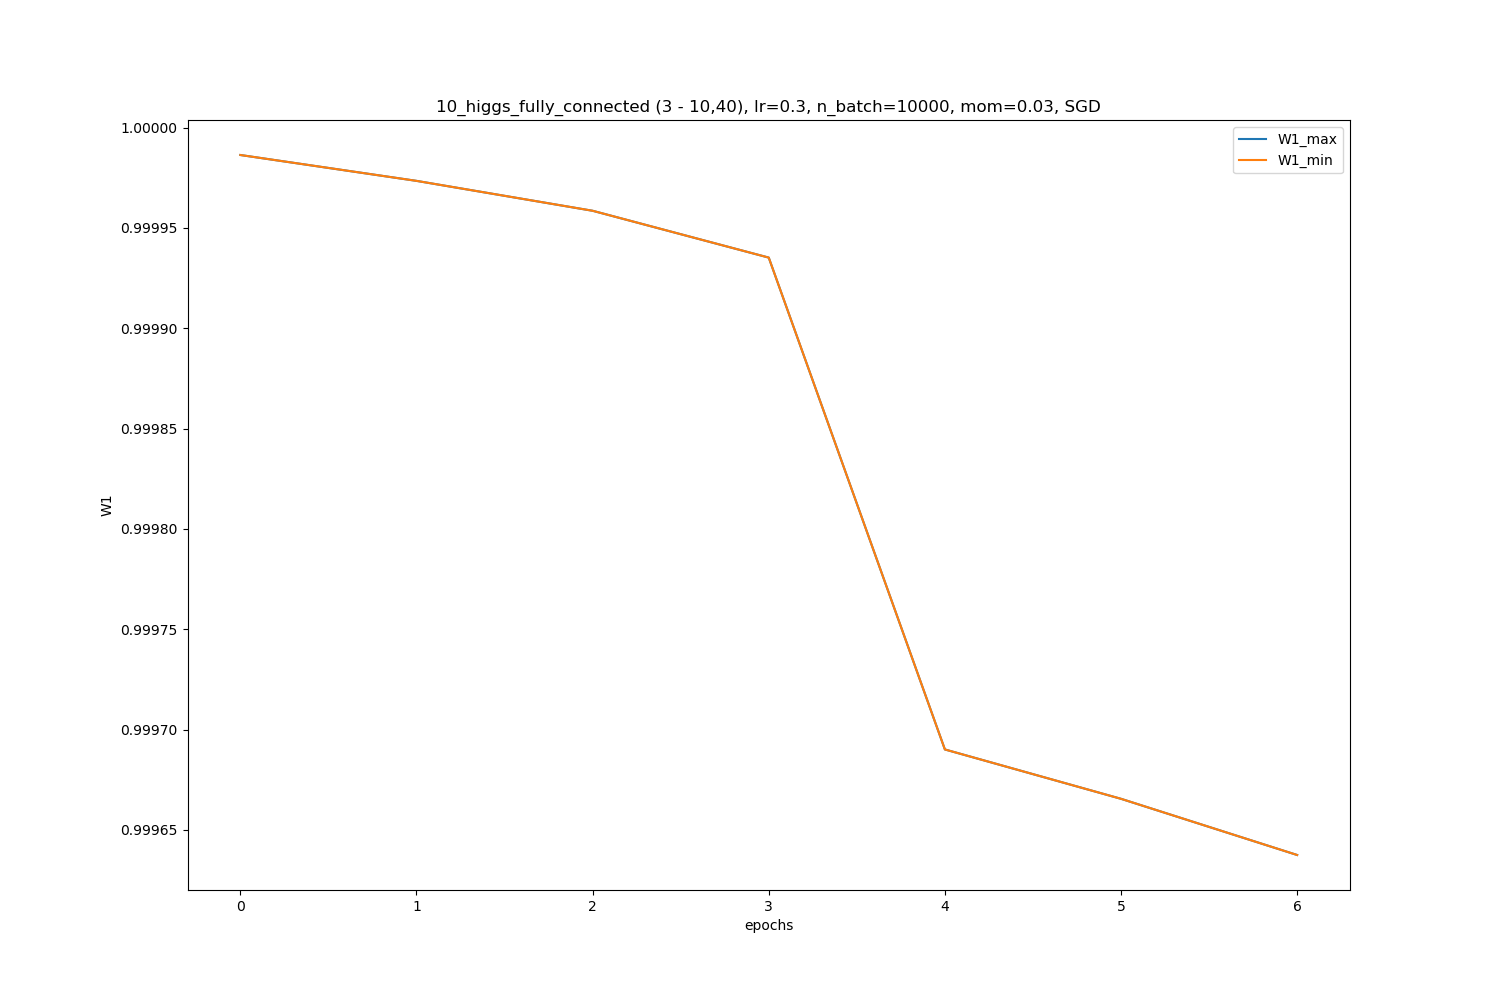 10_higgs_fully_connected (3 - 10,40), lr=0.3, n_batch=10000, mom=0.03, SGD
W1_max
W1_min
1.00000
0.99995
0.99990
0.99985
0.99980
0.99975
0.99970
0.99965
W1
0 1 2 3 4 5 6
epochs